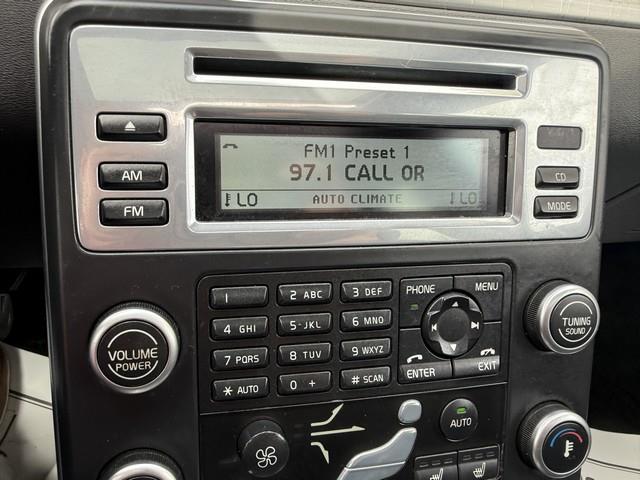 FM1 Preset 1
97.1 CALL OR
LO AUTO CLIMATE LO
AM
FM
CD
MODE
1 2 ABC 3 DEF
4 GHI 5·JKL 6 MNO
7 PQRS 8 TUV 9 WXYZ
* AUTO 0 + # SCAN
PHONE MENU
ENTER EXIT
VOLUME
POWER
TUNING
SOUND
AUTO